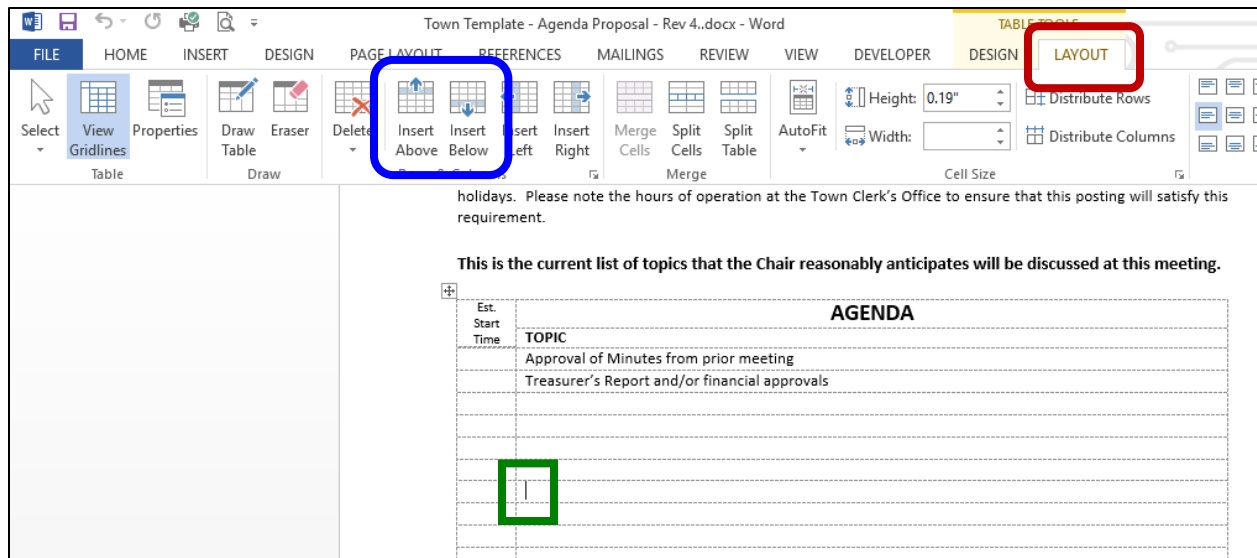 Town Template - Agenda Proposal - Rev 4..docx - Word
TABLE TOOLS
FILE HOME INSERT DESIGN PAGE LAYOUT REFERENCES MAILINGS REVIEW VIEW DEVELOPER DESIGN LAYOUT
Select View Gridlines Properties Draw Table Eraser Delete Insert Above Insert Below Insert Left Insert Right Merge Cells Split Cells Split Table AutoFit Height: 0.19" Distribute Rows
Width: Distribute Columns
Table Draw Merge Cell Size
holidays. Please note the hours of operation at the Town Clerk's Office to ensure that this posting will satisfy this
requirement.
This is the current list of topics that the Chair reasonably anticipates will be discussed at this meeting.
Est.
Start
Time
AGENDA
TOPIC
Approval of Minutes from prior meeting
Treasurer's Report and/or financial approvals